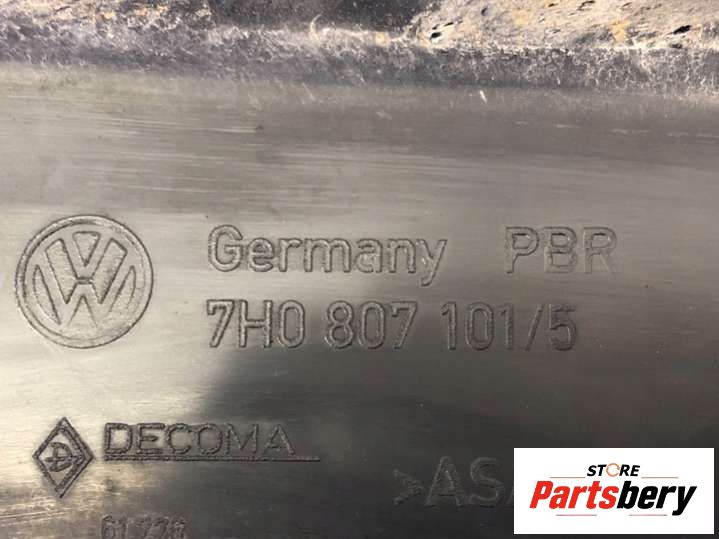 Germany PBR
7H0 807 101/5
DECOMA
STORE
Partsbery